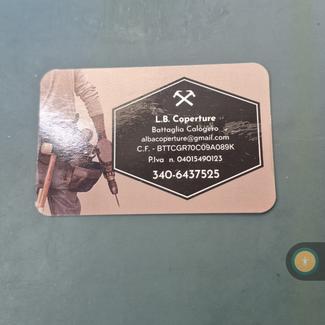 L.B. Coperture
Battaglia Calogero
albacoperture@gmail.com
C.F. - BTTCGR70C09A089K
P.Iva n. 04015490123
340-6437525